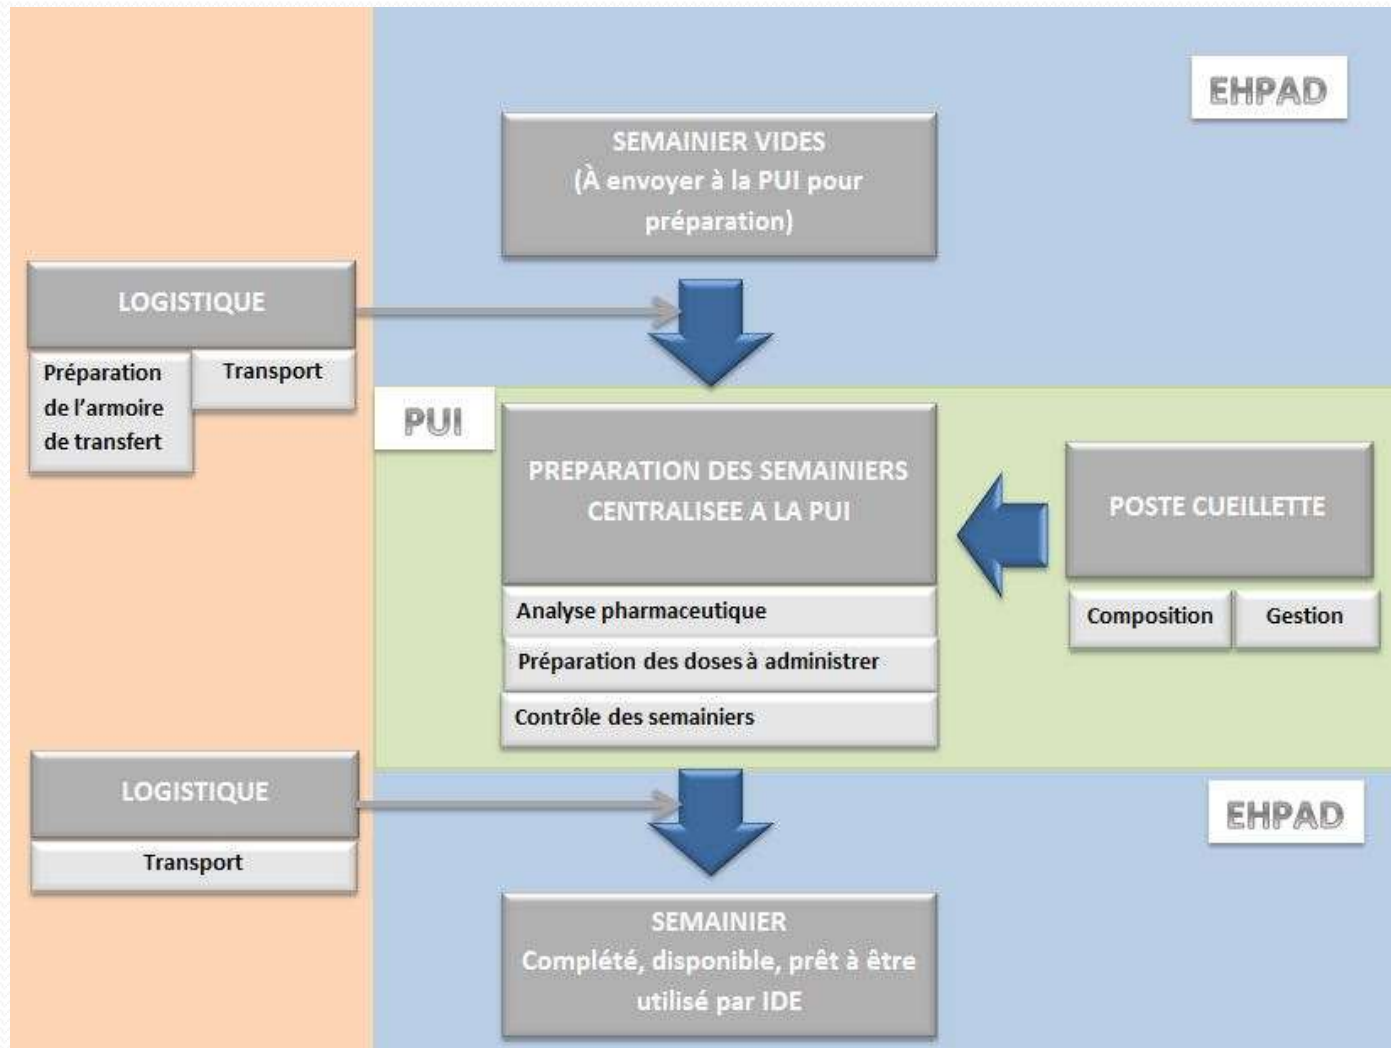 EHPAD
SEMAINIER VIDES
(À envoyer à la PUI pour
préparation)
LOGISTIQUE
Préparation
de l'armoire
de transfert
Transport
PUI
PREPARATION DES SEMAINIERS
CENTRALISEE A LA PUI
Analyse pharmaceutique
Préparation des doses à administrer
Contrôle des semainiers
POSTE CUEILLETTE
Composition
Gestion
LOGISTIQUE
Transport
EHPAD
SEMAINIER
Complété, disponible, prêt à être
utilisé par IDE